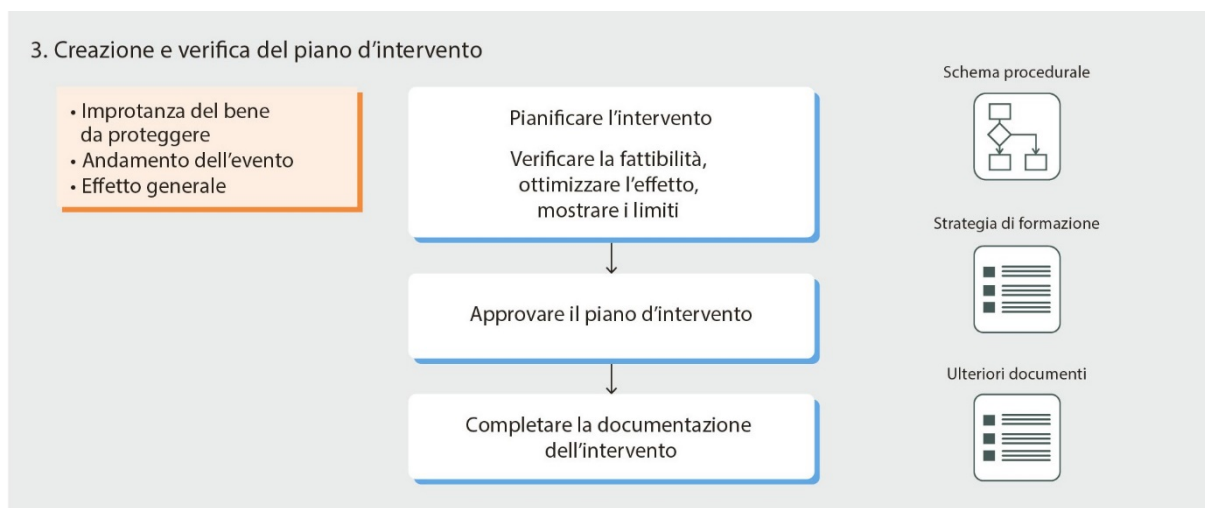 3. Creazione e verifica del piano d’intervento
• Improtanza del bene
da proteggere
• Andamento dell’evento
• Effetto generale
Pianificare l’intervento
Verificare la fattibilità,
ottimizzare l’effetto,
mostrare i limiti
Approvare il piano d’intervento
Completare la documentazione
dell’intervento
Schema procedurale
Strategia di formazione
Ulteriori documenti